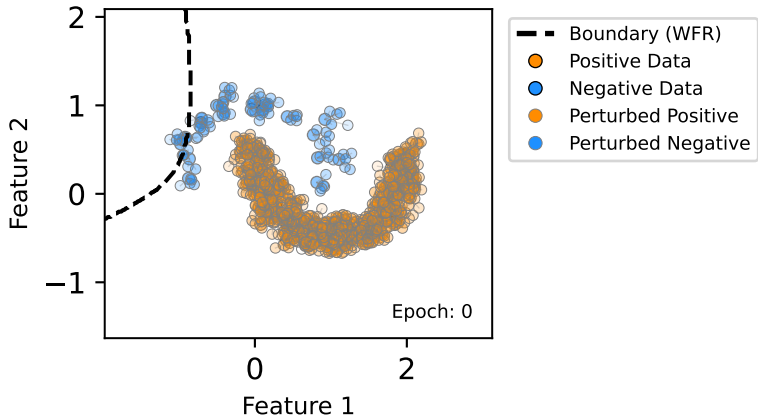 2
1
0
−1
Feature 2
0
2
Feature 1
Epoch: 0
Boundary (WFR)
Positive Data
Negative Data
Perturbed Positive
Perturbed Negative